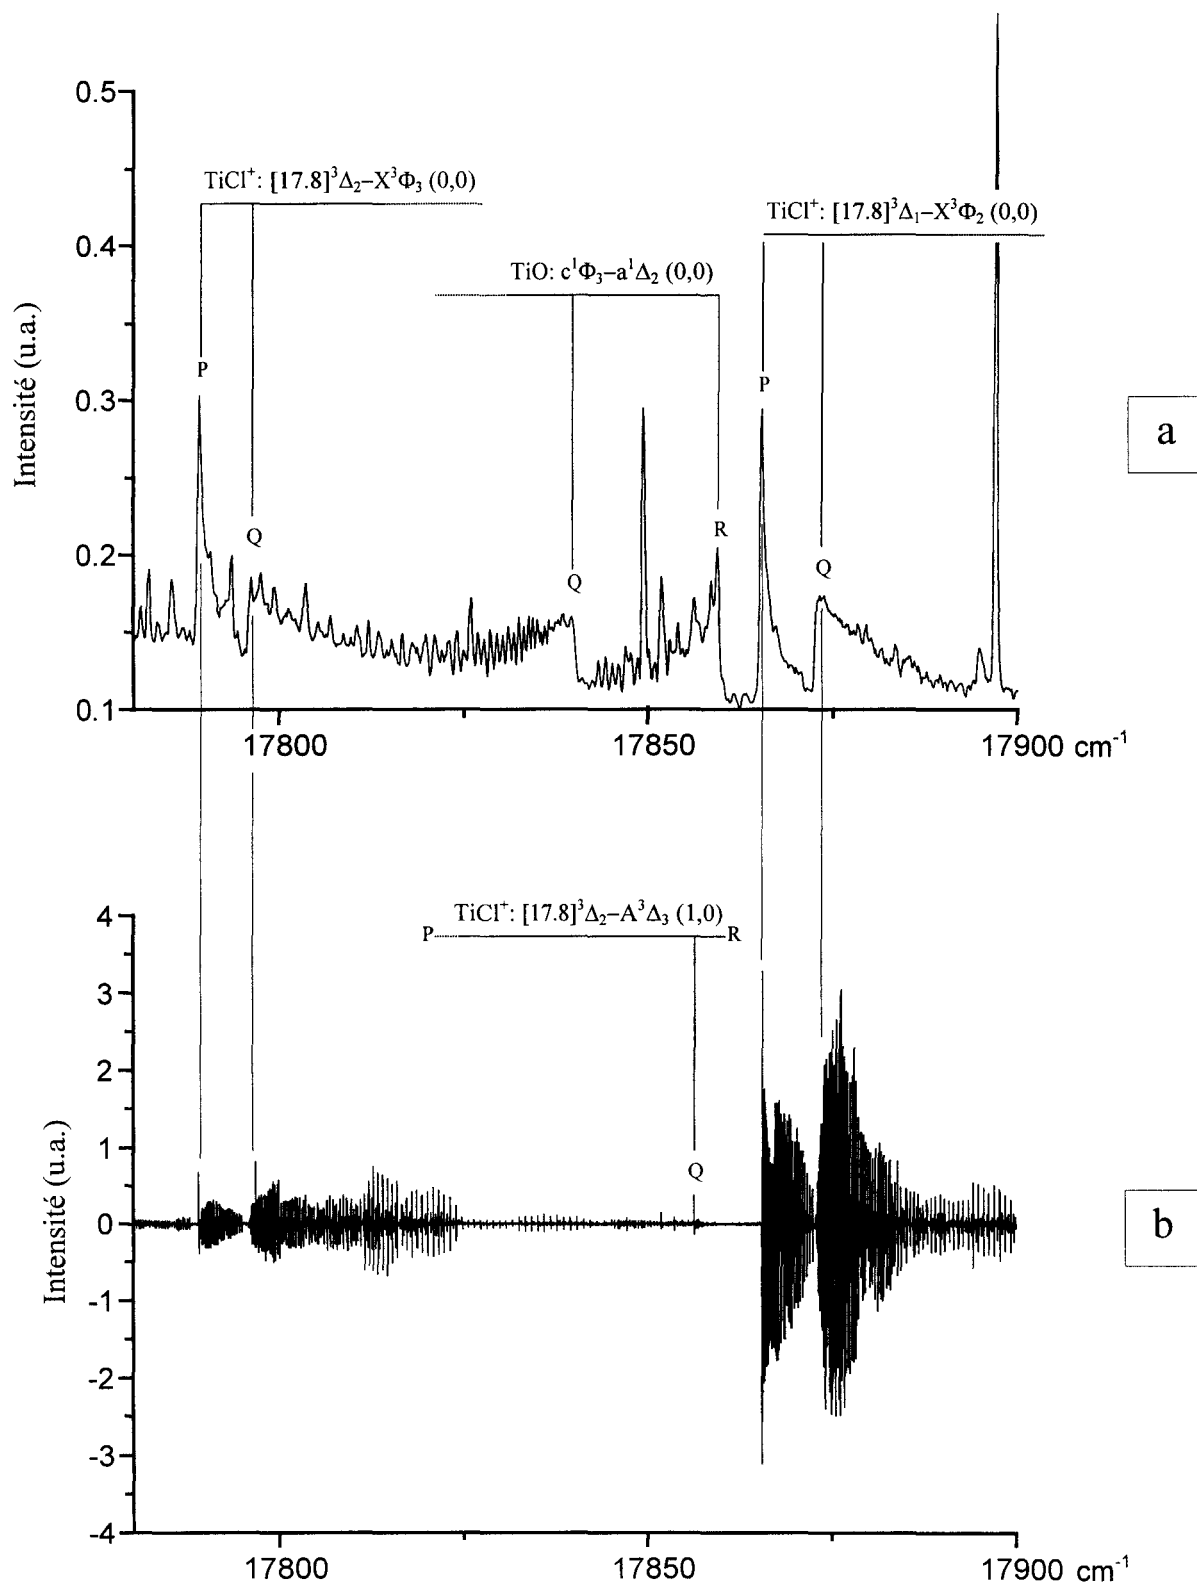 0.5
TiCl⁺: [17.8]³Δ₂–X³Φ₃ (0,0)
TiCl⁺: [17.8]³Δ₁–X³Φ₂ (0,0)
0.4
TiO: c¹Φ₃–a¹Δ₂ (0,0)
Intensité (u.a.)
P
P
0.3
a
Q
R
0.2
Q
Q
0.1
17800
17850
17900 cm⁻¹
4
TiCl⁺: [17.8]³Δ₂–A³Δ₃ (1,0)
P
R
3
2
Intensité (u.a.)
1
Q
0
b
-1
-2
-3
-4
17800
17850
17900 cm⁻¹